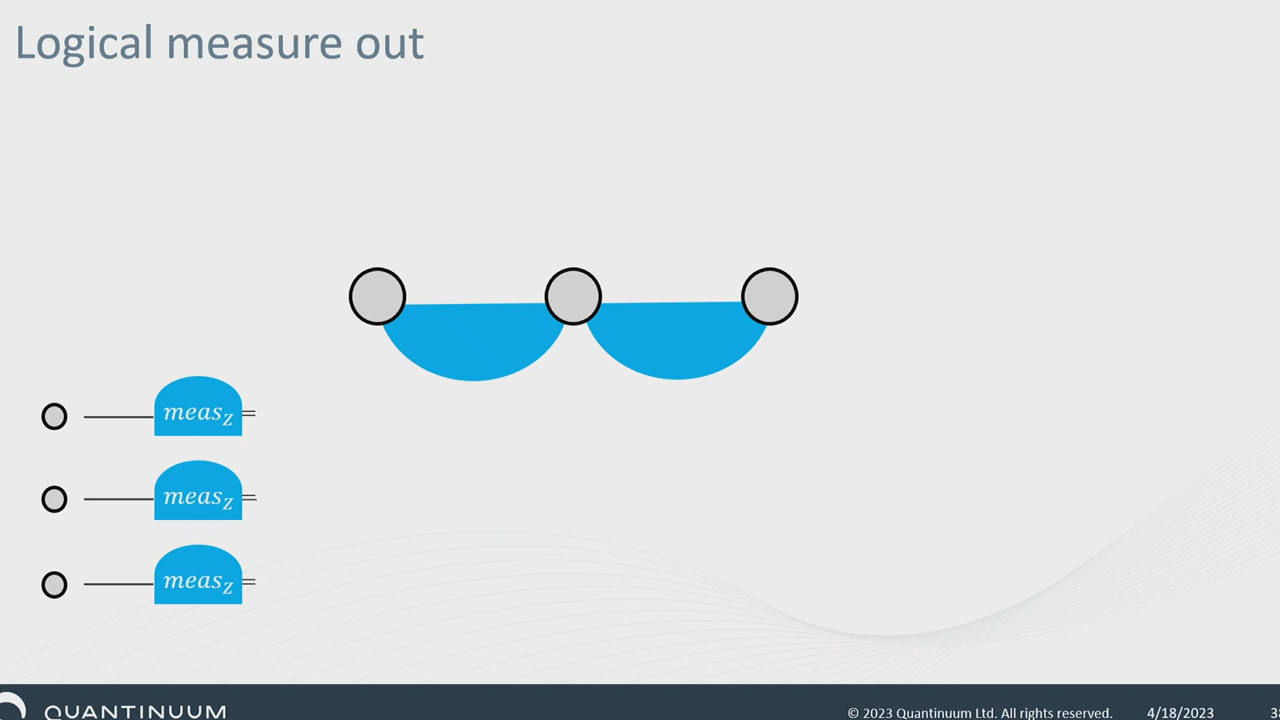 Logical measure out
meas_Z
meas_Z
meas_Z
QUANTINUUM
© 2023 Quantinuum Ltd. All rights reserved. 4/18/2023